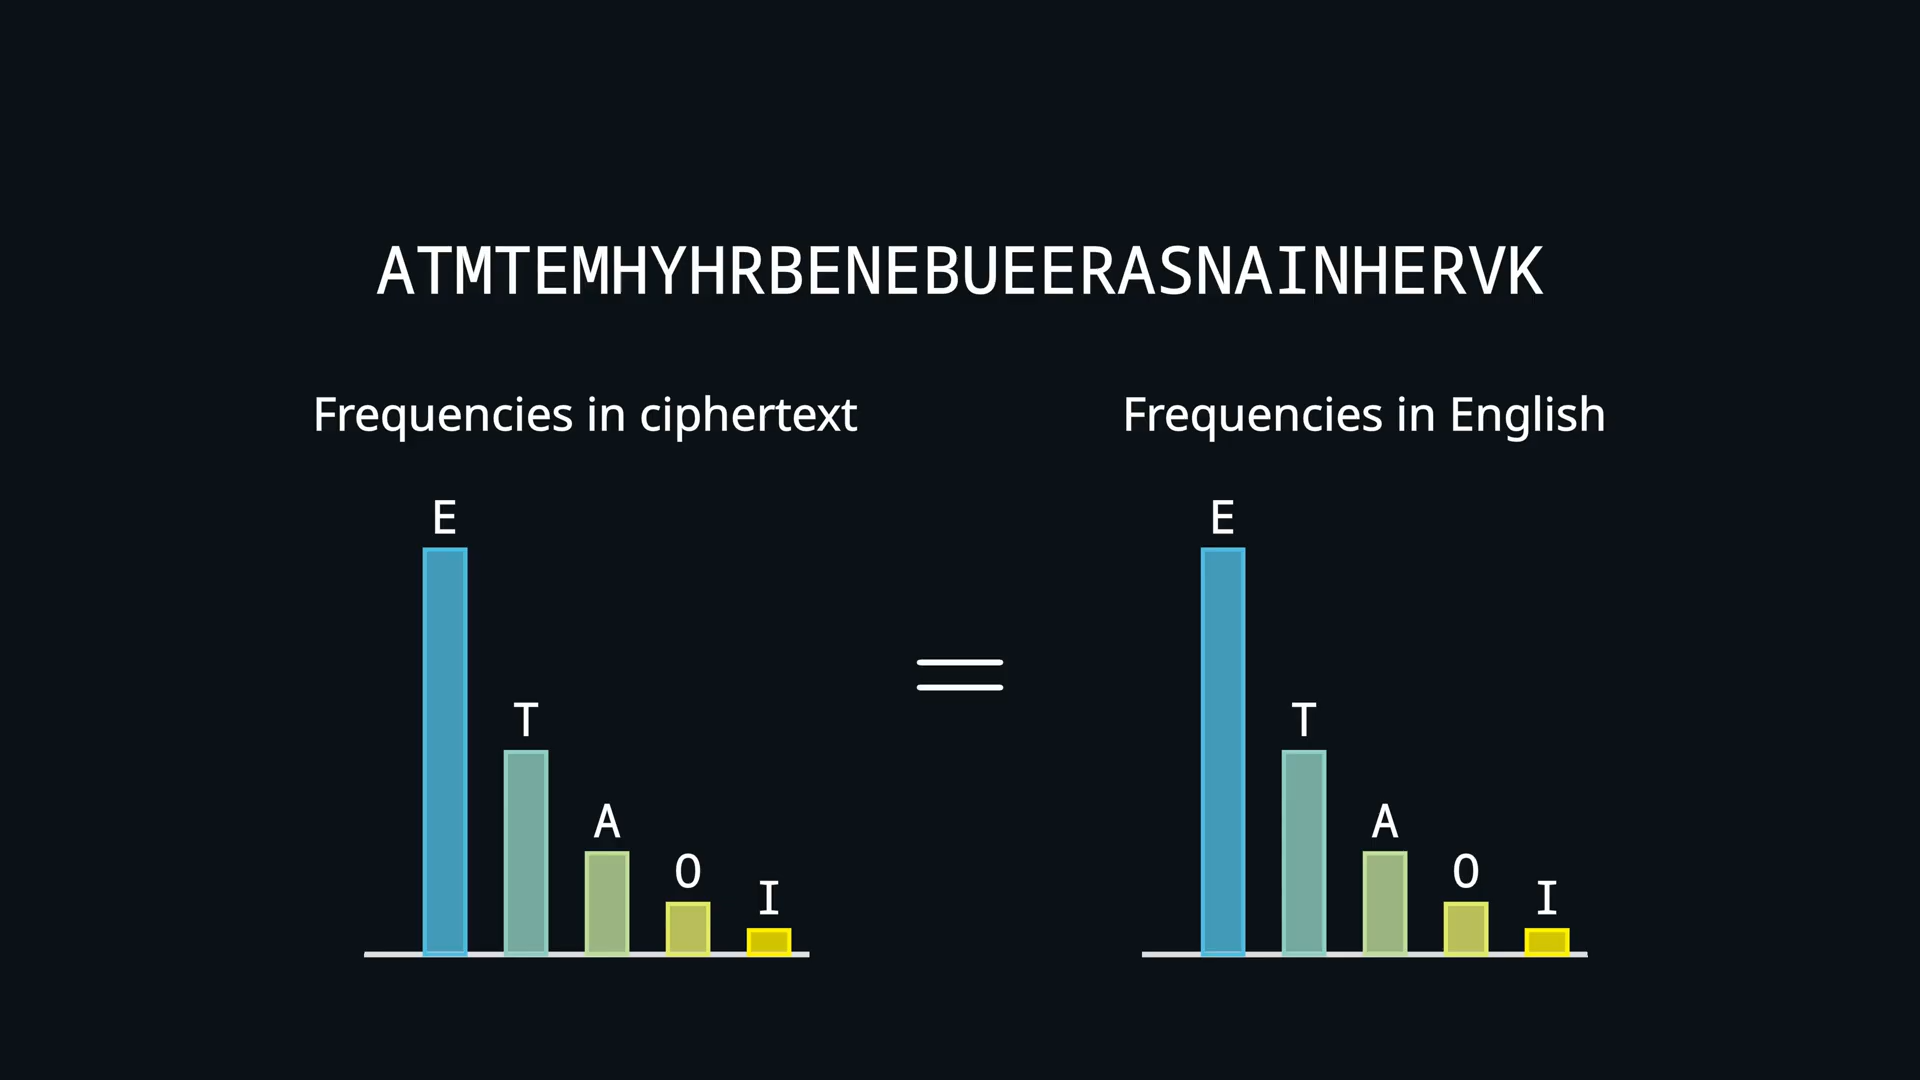 ATMTEMHYHRBENEBUEERASNAINHERVK
Frequencies in ciphertext
Frequencies in English
E
T
A
O
I
=
E
T
A
O
I